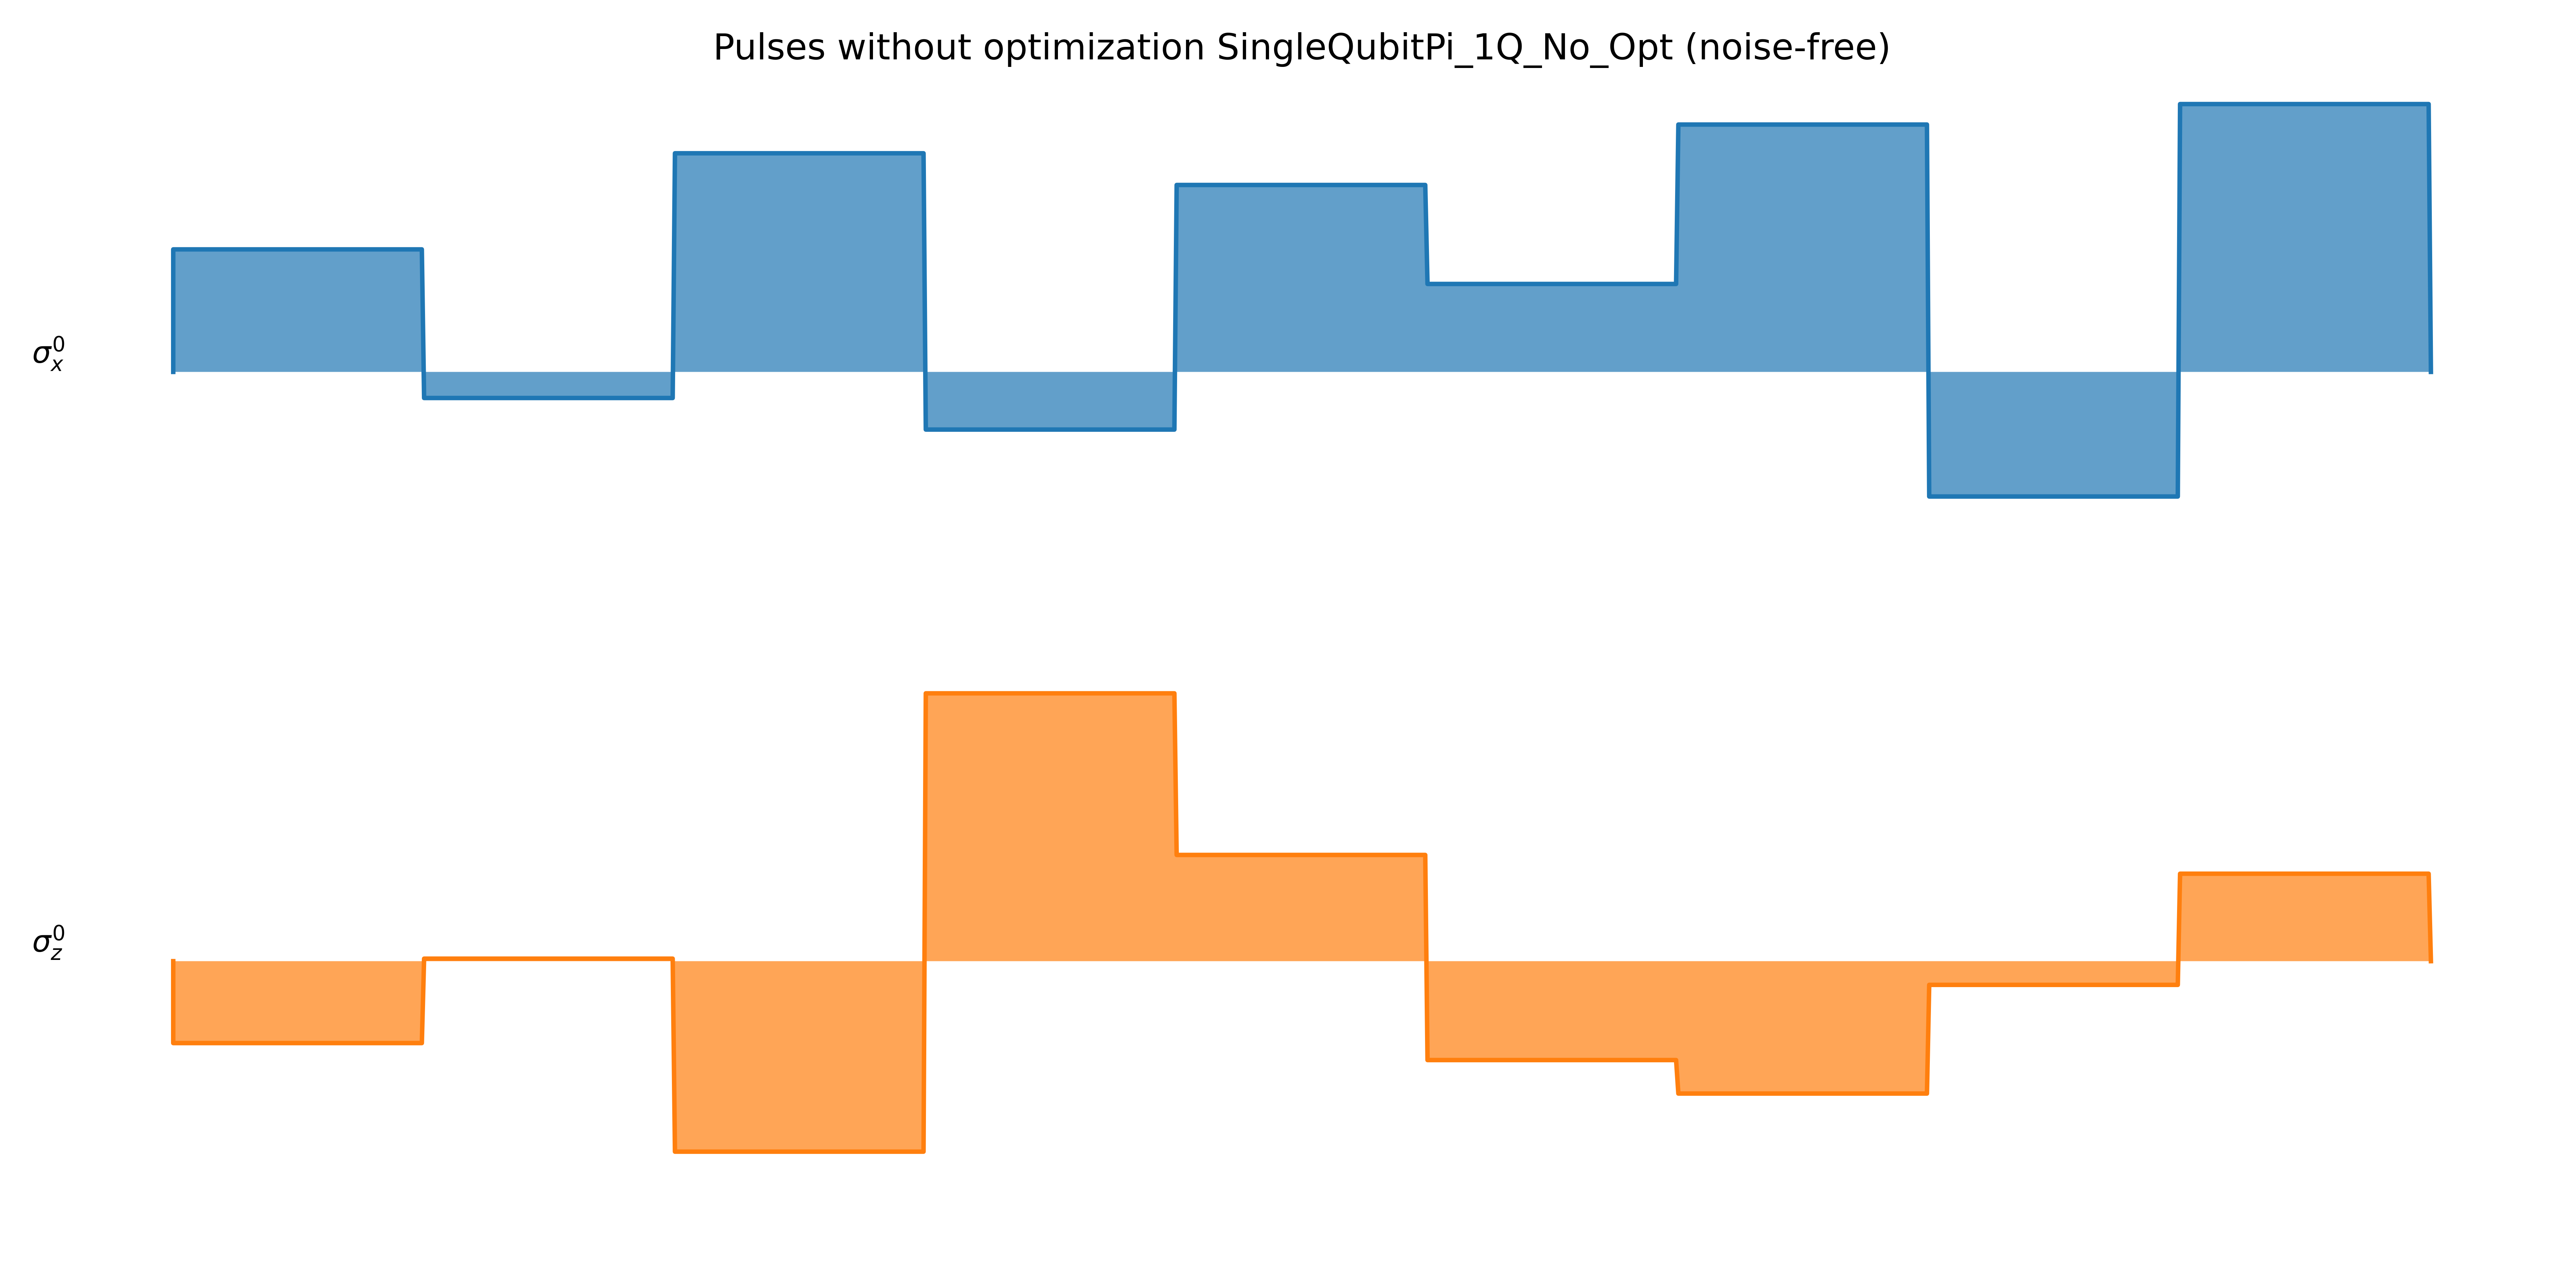 Pulses without optimization SingleQubitPi_1Q_No_Opt (noise-free)
σ_x^0
σ_z^0